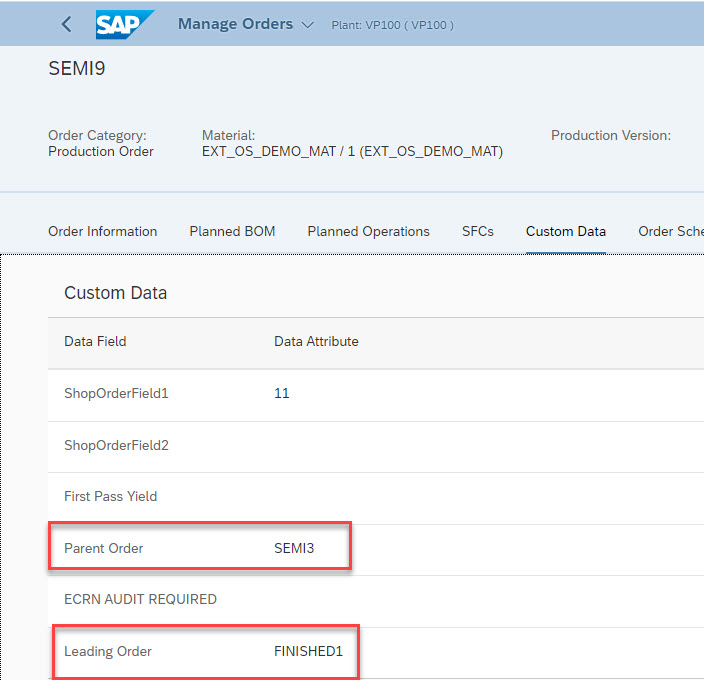 SAP Manage Orders Plant: VP100 ( VP100 )
SEMI9
Order Category: Material: Production Version:
Production Order EXT_OS_DEMO_MAT / 1 (EXT_OS_DEMO_MAT)
Order Information Planned BOM Planned Operations SFCs Custom Data Order Sche
Custom Data
Data Field Data Attribute
ShopOrderField1 11
ShopOrderField2
First Pass Yield
Parent Order SEMI3
ECRN AUDIT REQUIRED
Leading Order FINISHED1